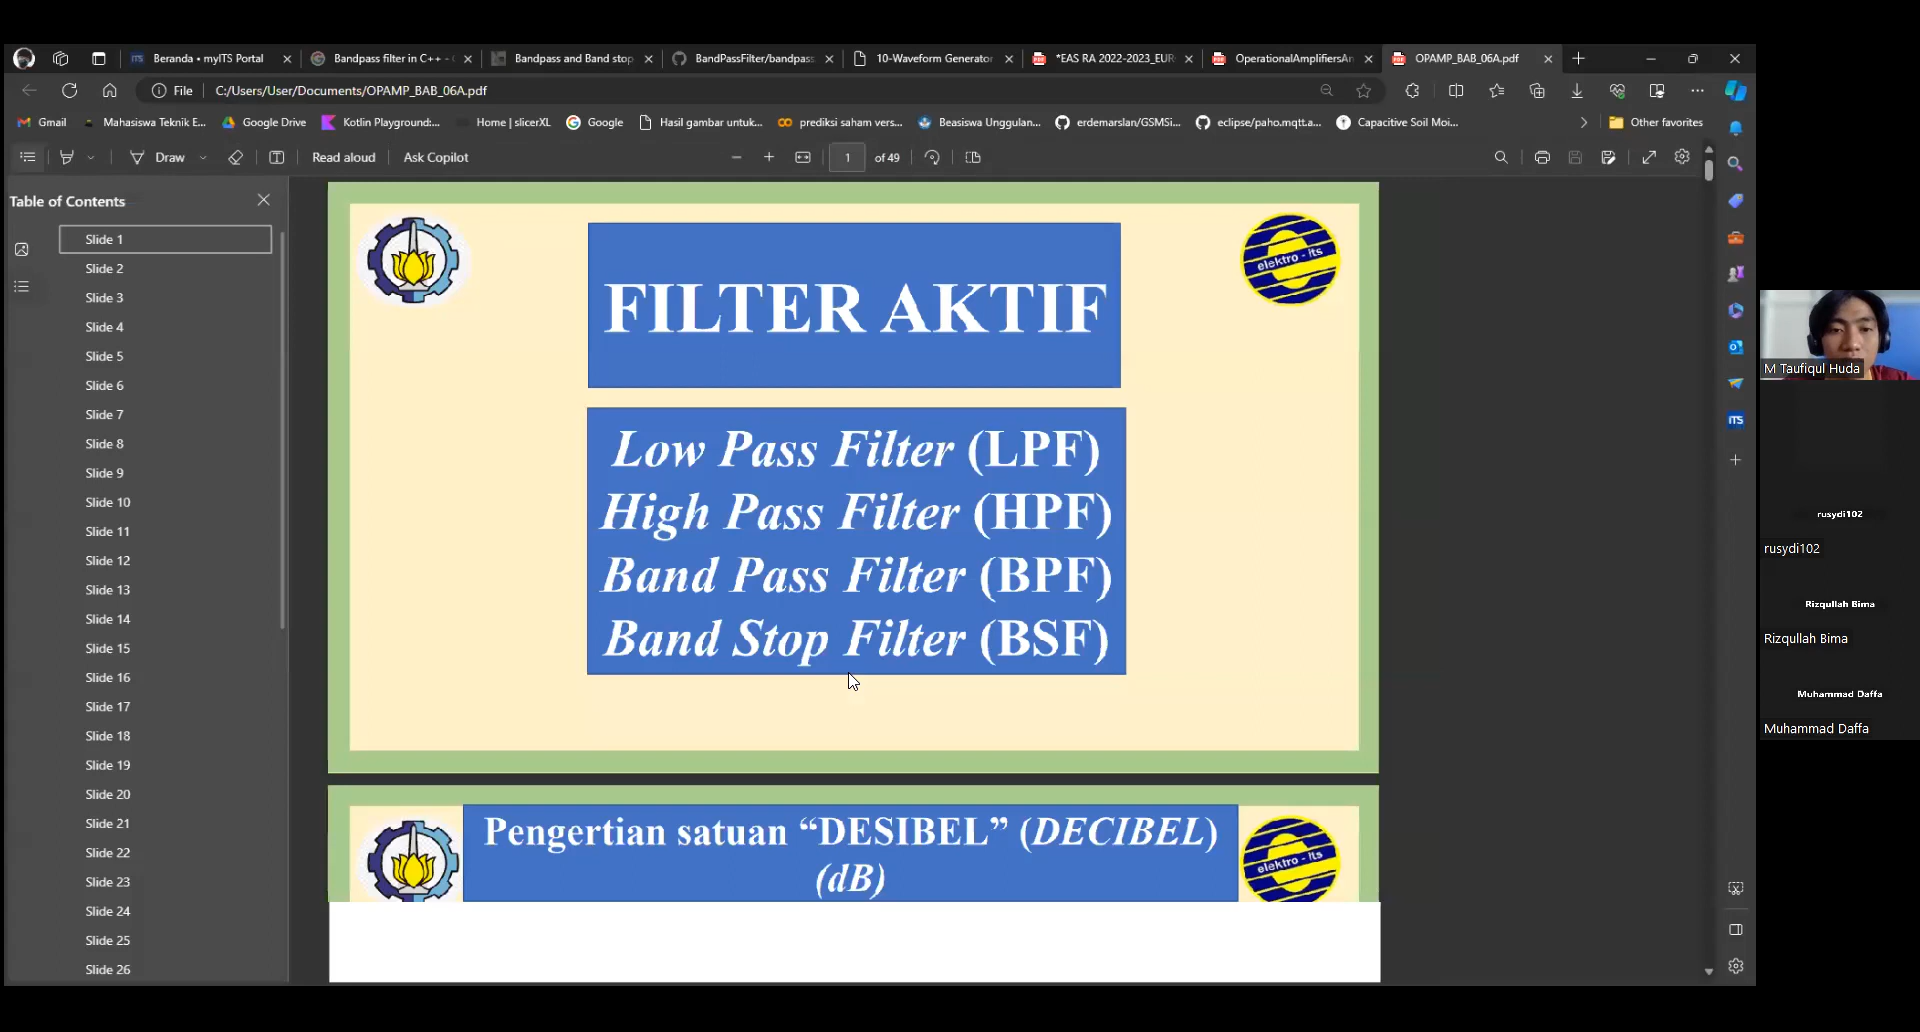 Beranda • myITS Portal
Bandpass filter in C++ -
Bandpass and Band stop
BandPassFilter/bandpass
10-Waveform Generator
*EAS RA 2022-2023_EUR
OperationalAmplifiersAn
OPAMP_BAB_06A.pdf
File
C:/Users/User/Documents/OPAMP_BAB_06A.pdf
Gmail
Mahasiswa Teknik E...
Google Drive
Kotlin Playground:...
Home | slicerXL
Google
Hasil gambar untuk...
prediksi saham vers...
Beasiswa Unggulan...
erdemarslan/GSMSi...
eclipse/paho.mqtt.a...
Capacitive Soil Moi...
Other favorites
Draw
Read aloud
Ask Copilot
1
of 49
Table of Contents
Slide 1
Slide 2
Slide 3
Slide 4
Slide 5
Slide 6
Slide 7
Slide 8
Slide 9
Slide 10
Slide 11
Slide 12
Slide 13
Slide 14
Slide 15
Slide 16
Slide 17
Slide 18
Slide 19
Slide 20
Slide 21
Slide 22
Slide 23
Slide 24
Slide 25
Slide 26
elektro - its
FILTER AKTIF
Low Pass Filter (LPF)
High Pass Filter (HPF)
Band Pass Filter (BPF)
Band Stop Filter (BSF)
Pengertian satuan “DESIBEL” (DECIBEL)
(dB)
elektro - its
ITS
M Taufiqul Huda
rusydi102
rusydi102
Rizqullah Bima
Rizqullah Bima
Muhammad Daffa
Muhammad Daffa